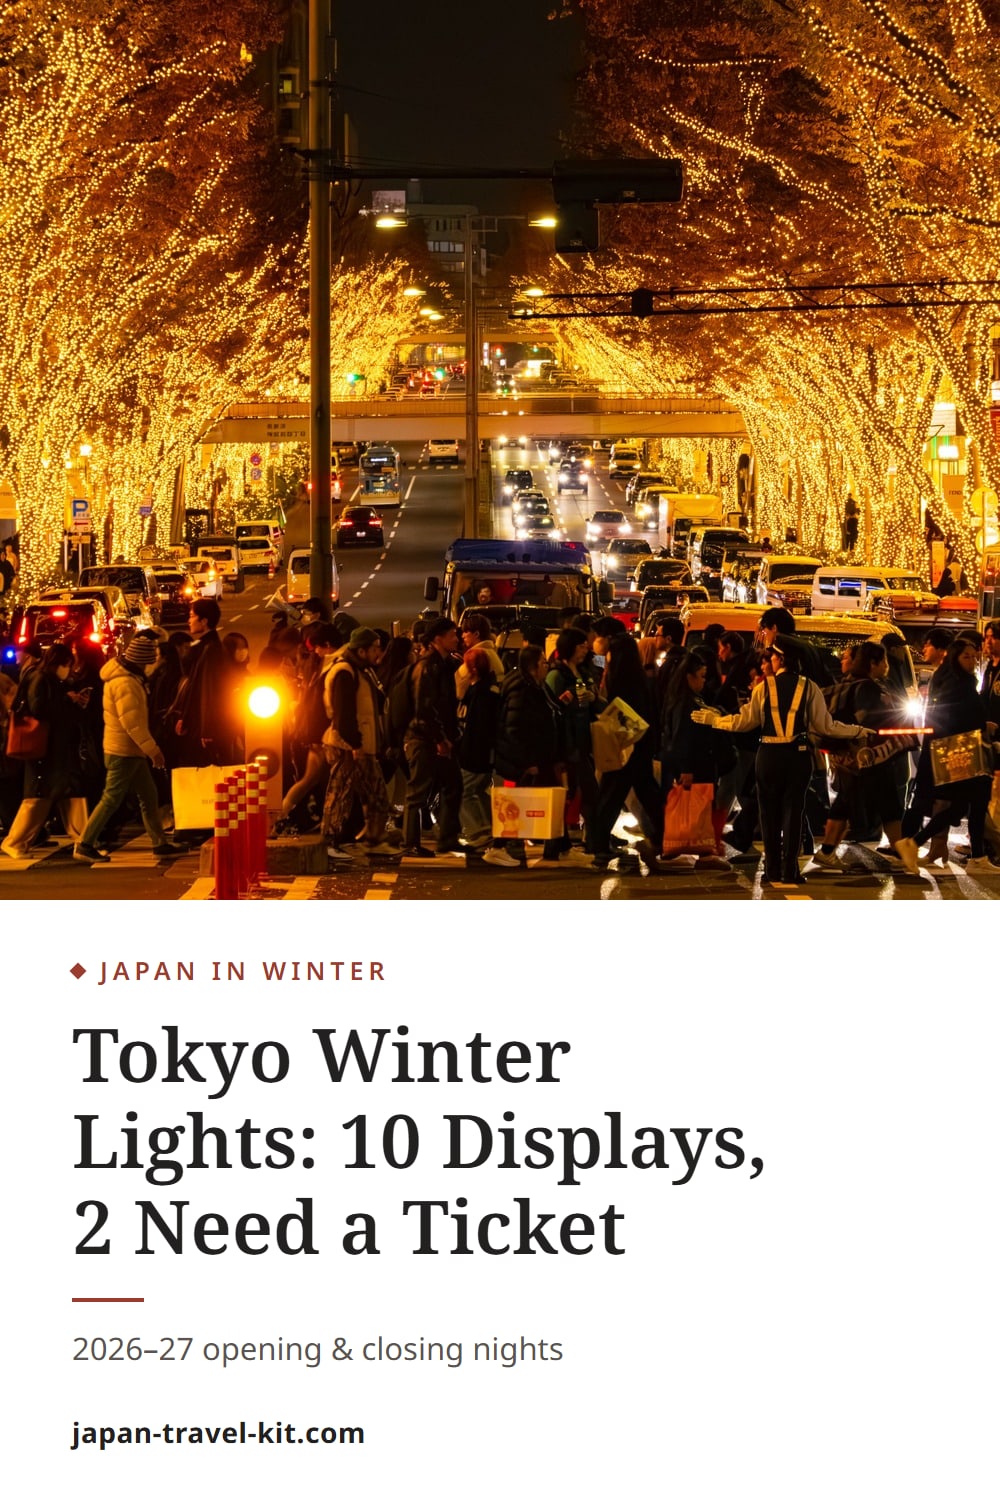 P
JAPAN IN WINTER
Tokyo Winter
Lights: 10 Displays,
2 Need a Ticket
2026–27 opening & closing nights
japan-travel-kit.com